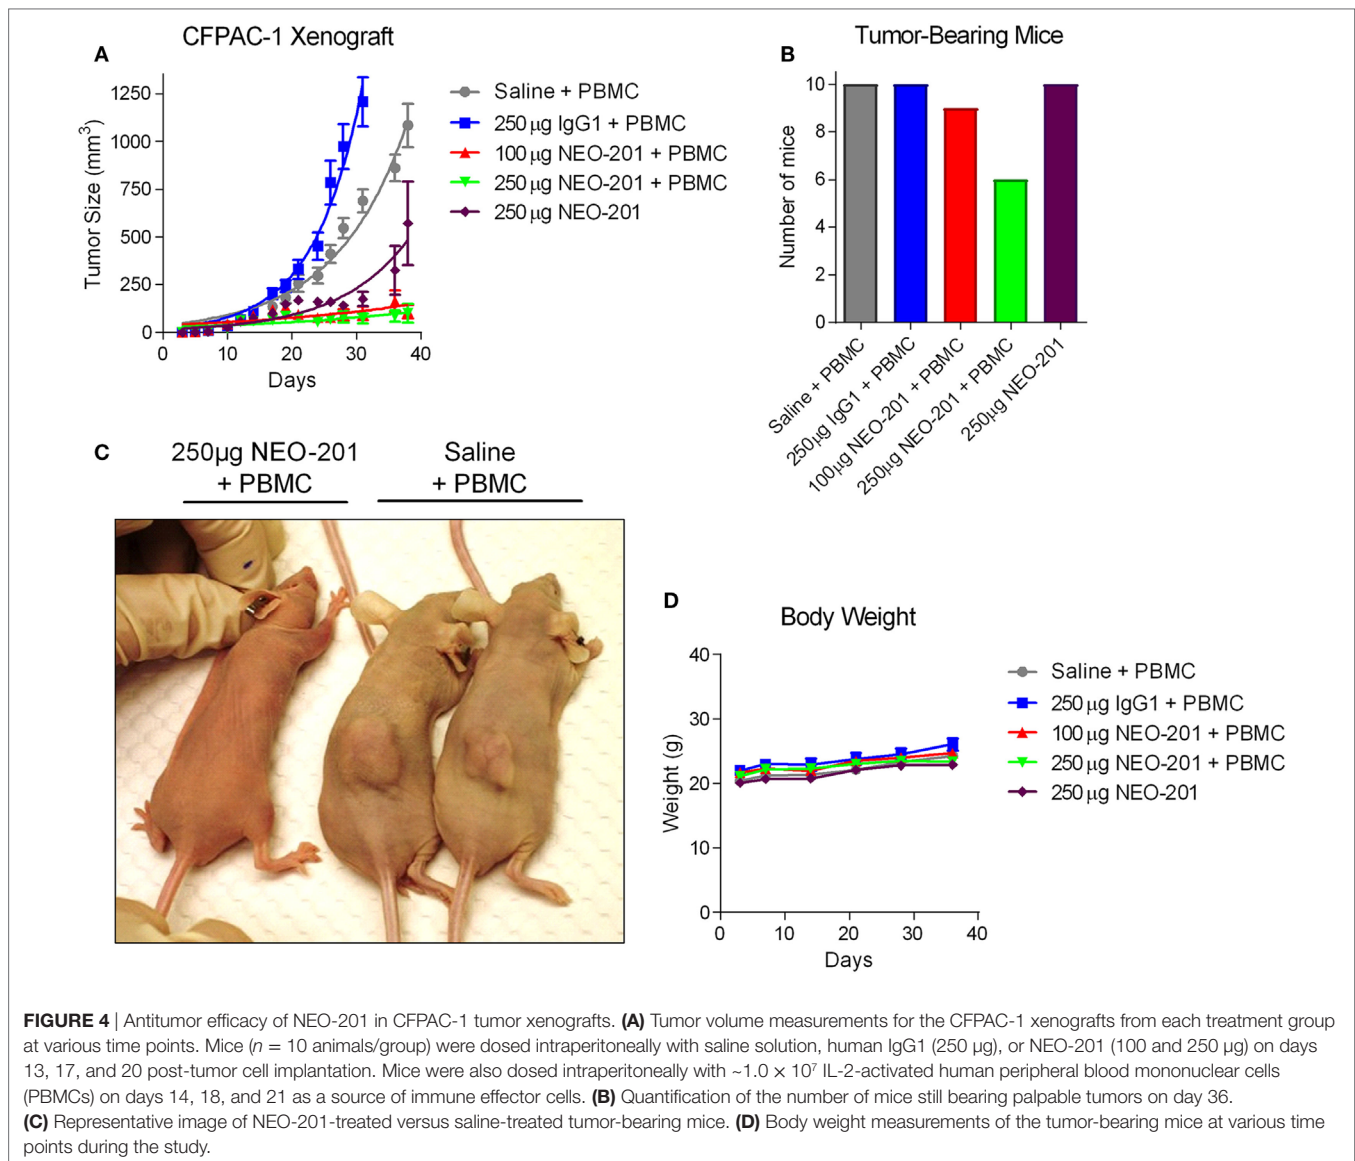 A
CFPAC-1 Xenograft
Tumor Size (mm³)
1250
1000
750
500
250
0
0 10 20 30 40
Days
Saline + PBMC
250 µg IgG1 + PBMC
100 µg NEO-201 + PBMC
250 µg NEO-201 + PBMC
250 µg NEO-201
B
Tumor-Bearing Mice
Number of mice
10
8
6
4
2
0
Saline + PBMC
250µg IgG1 + PBMC
100µg NEO-201 + PBMC
250µg NEO-201 + PBMC
250µg NEO-201
C
250µg NEO-201
+ PBMC
Saline
+ PBMC
D
Body Weight
Weight (g)
40
30
20
10
0
0 10 20 30 40
Days
Saline + PBMC
250 µg IgG1 + PBMC
100 µg NEO-201 + PBMC
250 µg NEO-201 + PBMC
250 µg NEO-201
FIGURE 4 | Antitumor efficacy of NEO-201 in CFPAC-1 tumor xenografts. (A) Tumor volume measurements for the CFPAC-1 xenografts from each treatment group
at various time points. Mice (n = 10 animals/group) were dosed intraperitoneally with saline solution, human IgG1 (250 µg), or NEO-201 (100 and 250 µg) on days
13, 17, and 20 post-tumor cell implantation. Mice were also dosed intraperitoneally with ~1.0 × 10⁷ IL-2-activated human peripheral blood mononuclear cells
(PBMCs) on days 14, 18, and 21 as a source of immune effector cells. (B) Quantification of the number of mice still bearing palpable tumors on day 36.
(C) Representative image of NEO-201-treated versus saline-treated tumor-bearing mice. (D) Body weight measurements of the tumor-bearing mice at various time
points during the study.